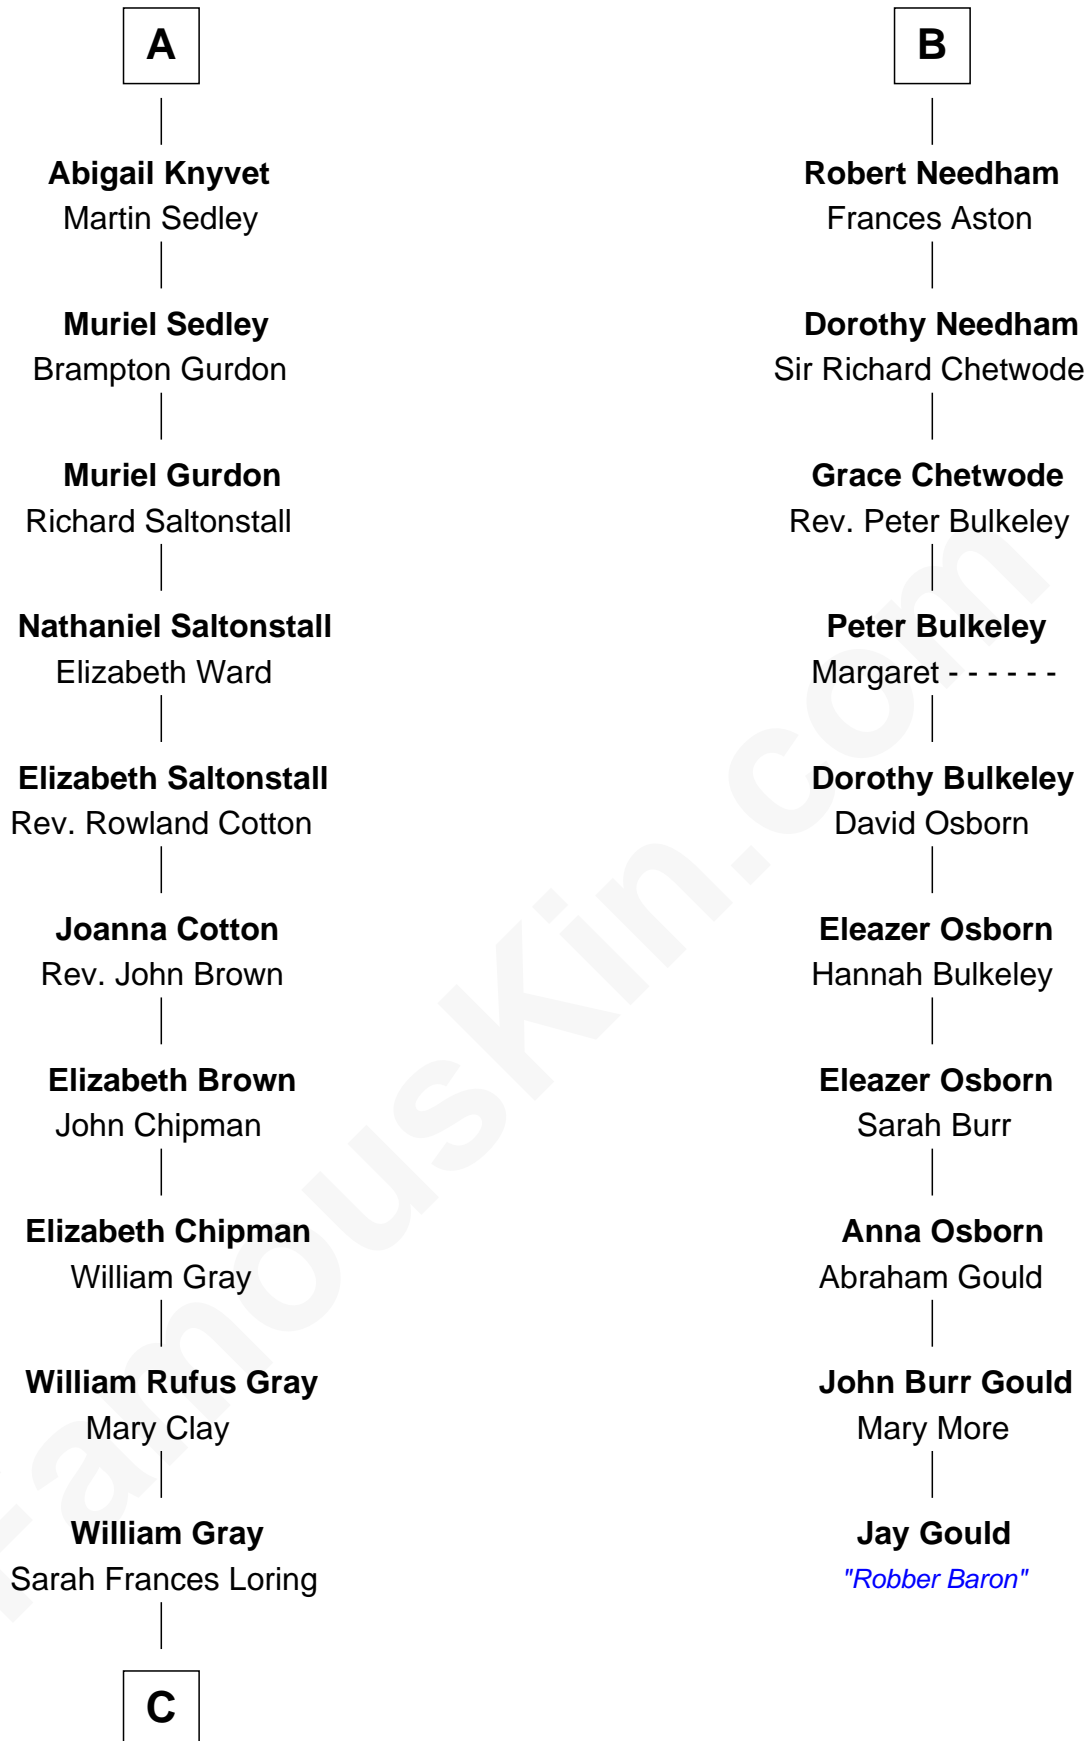 A
Abigail Knyvet
Martin Sedley
Muriel Sedley
Brampton Gurdon
Muriel Gurdon
Richard Saltonstall
Nathaniel Saltonstall
Elizabeth Ward
Elizabeth Saltonstall
Rev. Rowland Cotton
Joanna Cotton
Rev. John Brown
Elizabeth Brown
John Chipman
Elizabeth Chipman
William Gray
William Rufus Gray
Mary Clay
William Gray
Sarah Frances Loring
C
B
Robert Needham
Frances Aston
Dorothy Needham
Sir Richard Chetwode
Grace Chetwode
Rev. Peter Bulkeley
Peter Bulkeley
Margaret - - - - - -
Dorothy Bulkeley
David Osborn
Eleazer Osborn
Hannah Bulkeley
Eleazer Osborn
Sarah Burr
Anna Osborn
Abraham Gould
John Burr Gould
Mary More
Jay Gould
"Robber Baron"
FamousKin.com